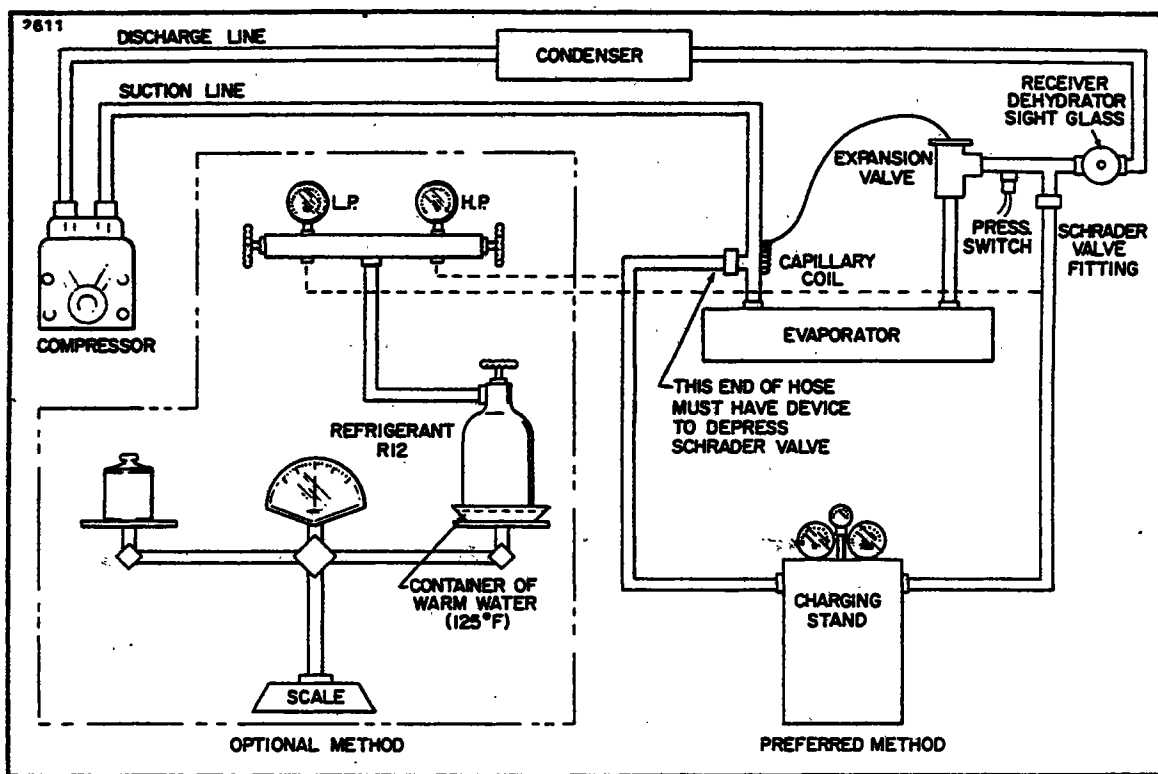 2611
DISCHARGE LINE
CONDENSER
SUCTION LINE
RECEIVER
DEHYDRATOR
SIGHT GLASS
EXPANSION
VALVE
L.P.
H.P.
PRESS.
SWITCH
SCHRADER
VALVE
FITTING
CAPILLARY
COIL
COMPRESSOR
EVAPORATOR
THIS END OF HOSE
MUST HAVE DEVICE
TO DEPRESS
SCHRADER VALVE
REFRIGERANT
R12
CONTAINER OF
WARM WATER
(125°F)
CHARGING
STAND
SCALE
OPTIONAL METHOD
PREFERRED METHOD